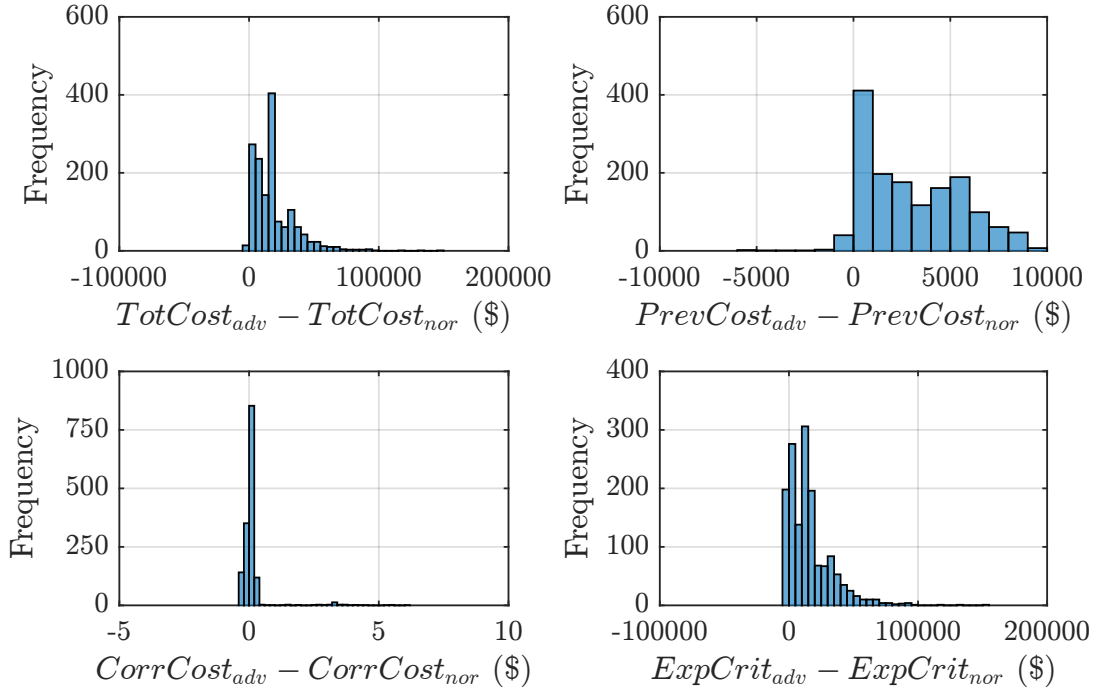 600
400
200
0
Frequency
-100000 0 100000 200000
TotCost_adv − TotCost_nor ($)
600
400
200
0
Frequency
-10000 -5000 0 5000 10000
PrevCost_adv − PrevCost_nor ($)
1000
750
500
250
0
Frequency
-5 0 5 10
CorrCost_adv − CorrCost_nor ($)
400
300
200
100
0
Frequency
-100000 0 100000 200000
ExpCrit_adv − ExpCrit_nor ($)